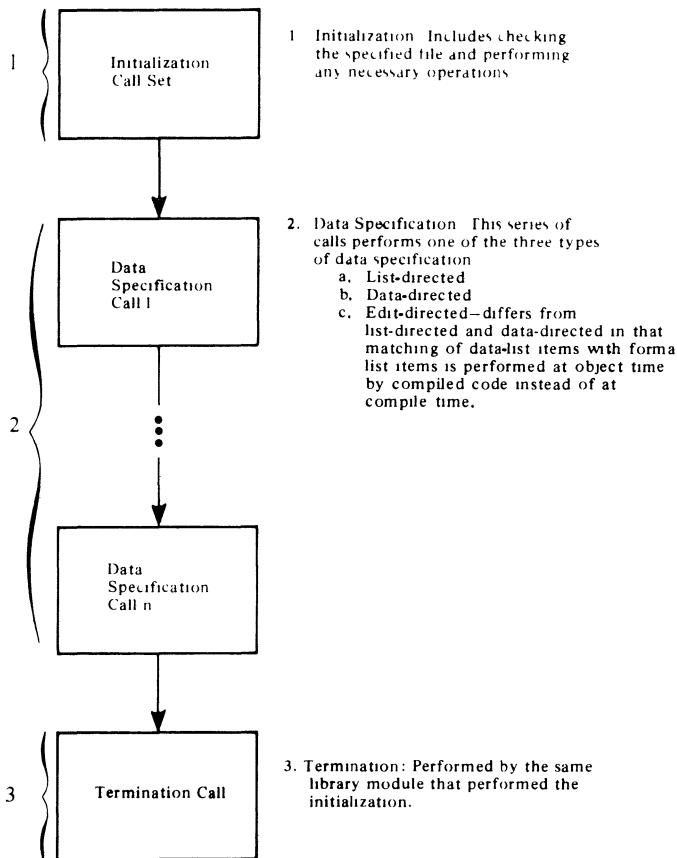 1
Initialization
Call Set
1 Initialization Includes checking
the specified file and performing
any necessary operations
2
Data
Specification
Call 1
2. Data Specification This series of
calls performs one of the three types
of data specification
a. List-directed
b. Data-directed
c. Edit-directed—differs from
list-directed and data-directed in that
matching of data-list items with forma
list items is performed at object time
by compiled code instead of at
compile time.
Data
Specification
Call n
3
Termination Call
3. Termination: Performed by the same
library module that performed the
initialization.